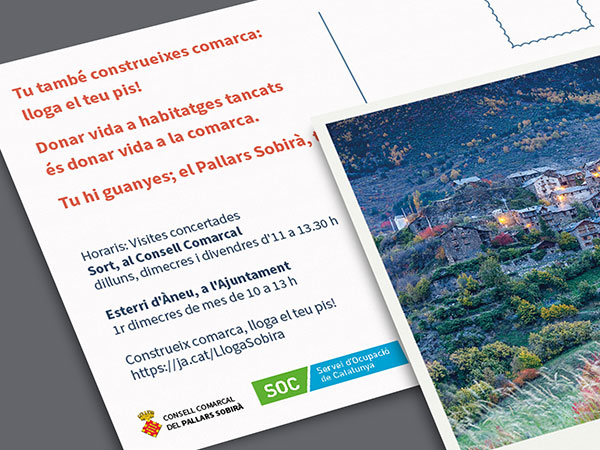 Tu també construeixes comarca:
lloga el teu pis!
Donar vida a habitatges tancats
és donar vida a la comarca.
Tu hi guanyes; el Pallars Sobirà,
Horaris: Visites concertades
Sort, al Consell Comarcal
dilluns, dimecres i divendres d'11 a 13.30 h
Esterri d'Àneu, a l'Ajuntament
1r dimecres de mes de 10 a 13 h
Construeix comarca, lloga el teu pis!
https://ja.cat/LlogaSobira
CONSELL COMARCAL
DEL PALLARS SOBIRÀ
SOC
Servei d'Ocupació
de Catalunya